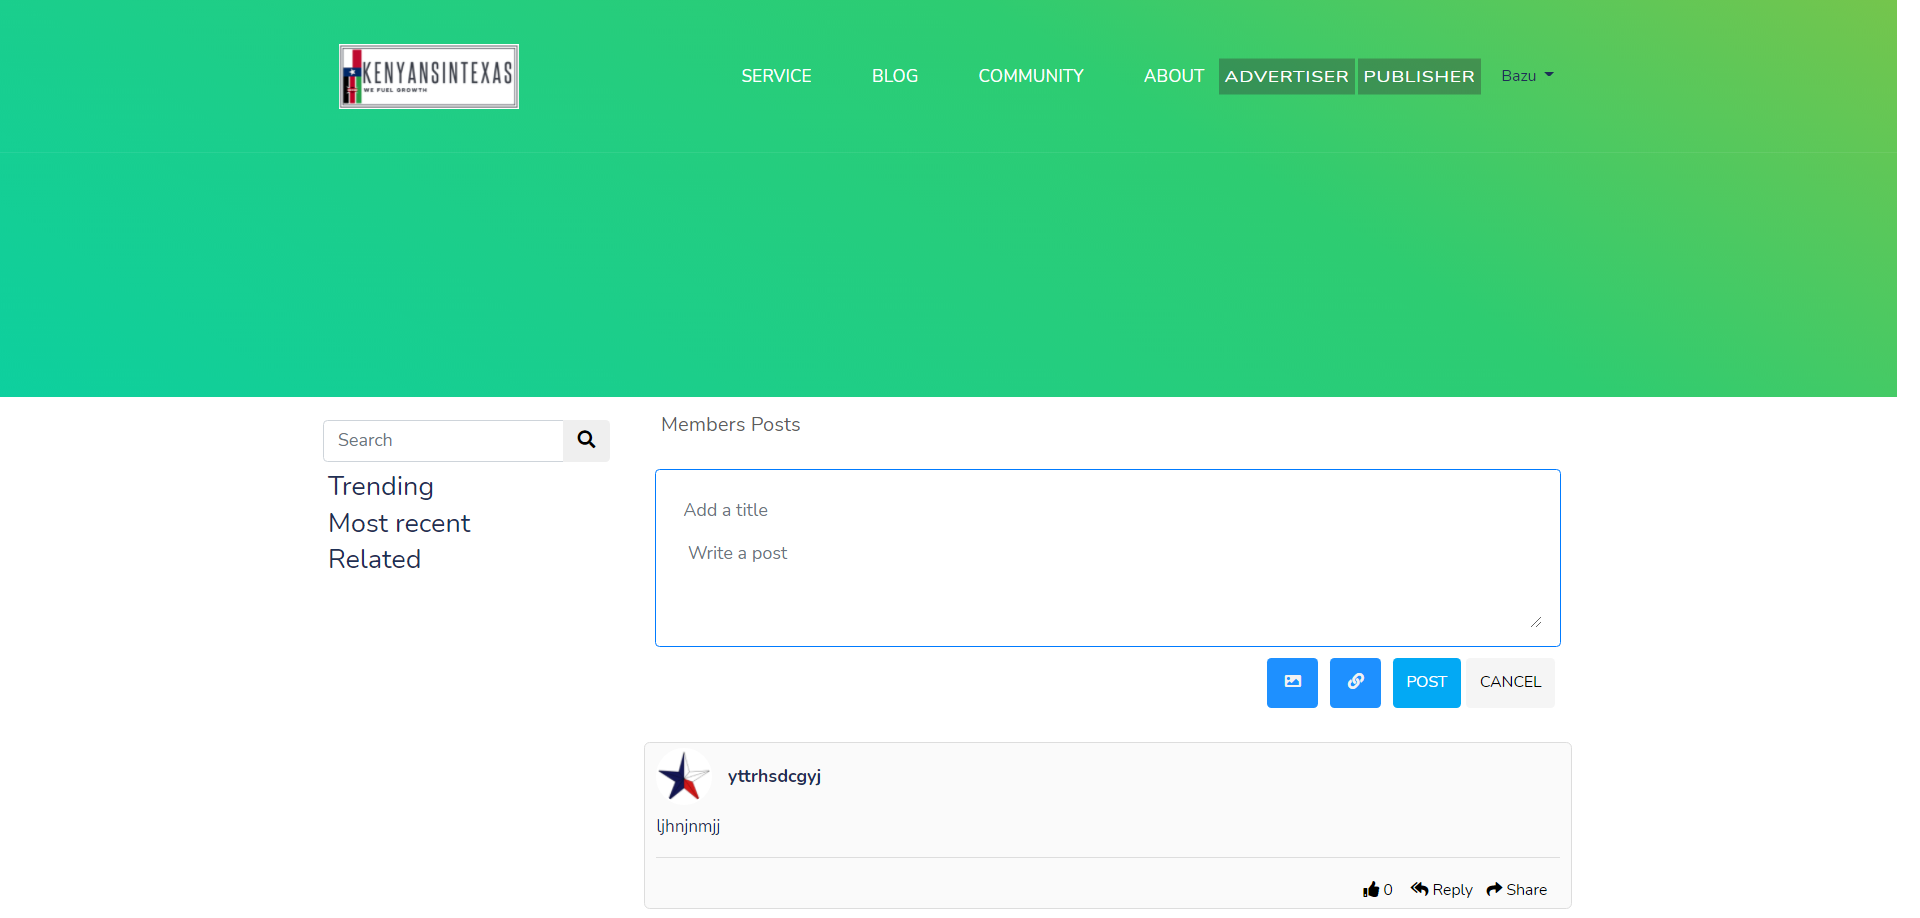 KENYANSINTEXAS
WE FUEL GROWTH
SERVICE BLOG COMMUNITY ABOUT ADVERTISER PUBLISHER Bazu
Search
Trending
Most recent
Related
Members Posts
Add a title
Write a post
POST CANCEL
yttrhsdcgyj
ljhnjnmjj
0 Reply Share